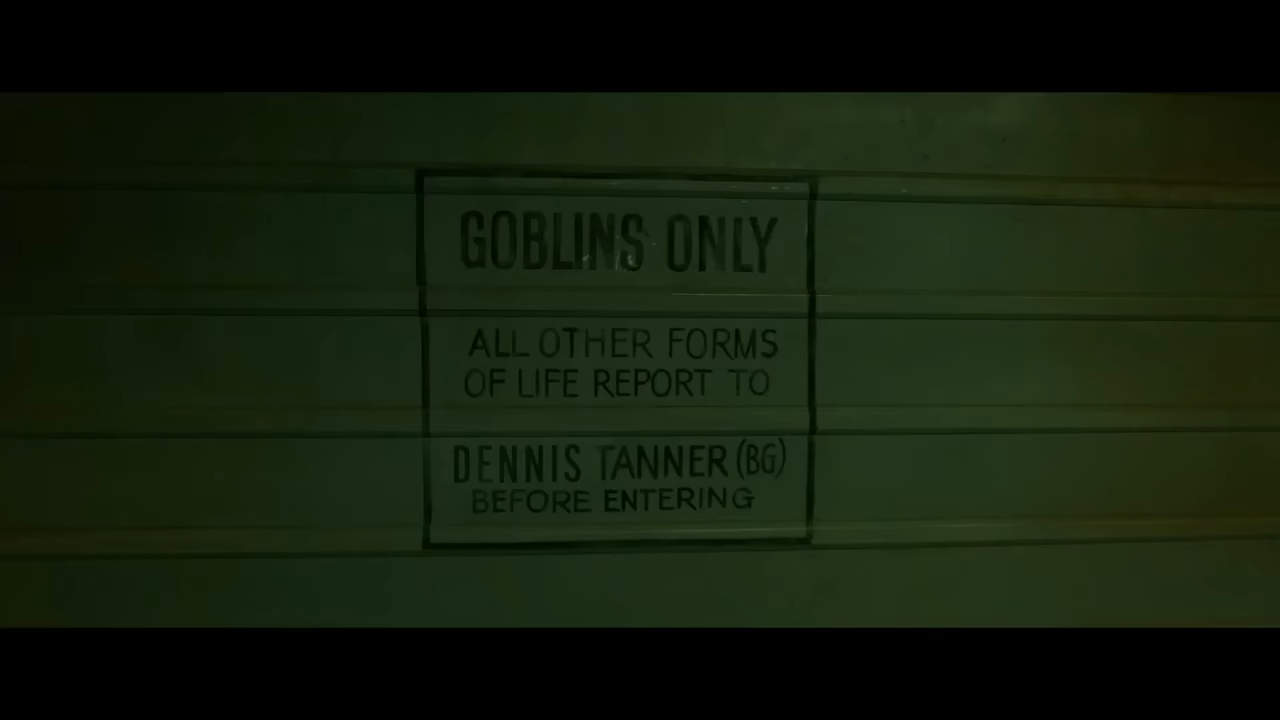 GOBLINS ONLY
ALL OTHER FORMS
OF LIFE REPORT TO
DENNIS TANNER (BG)
BEFORE ENTERING